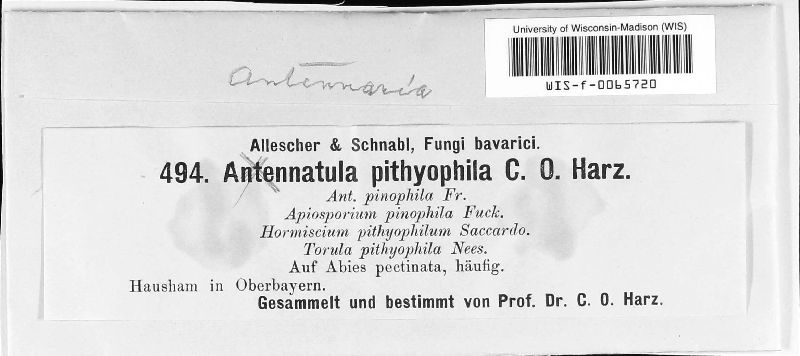 University of Wisconsin-Madison (WIS)
WIS-f-0065720
Antennaria
Allescher & Schnabl, Fungi bavarici.
494. Antennatula pithyophila C. O. Harz.
Ant. pinophila Fr.
Apiosporium pinophila Fuck.
Hormiscium pithyophilum Saccardo.
Torula pithyophila Nees.
Auf Abies pectinata, häufig.
Hausham in Oberbayern.
Gesammelt und bestimmt von Prof. Dr. C. O. Harz.